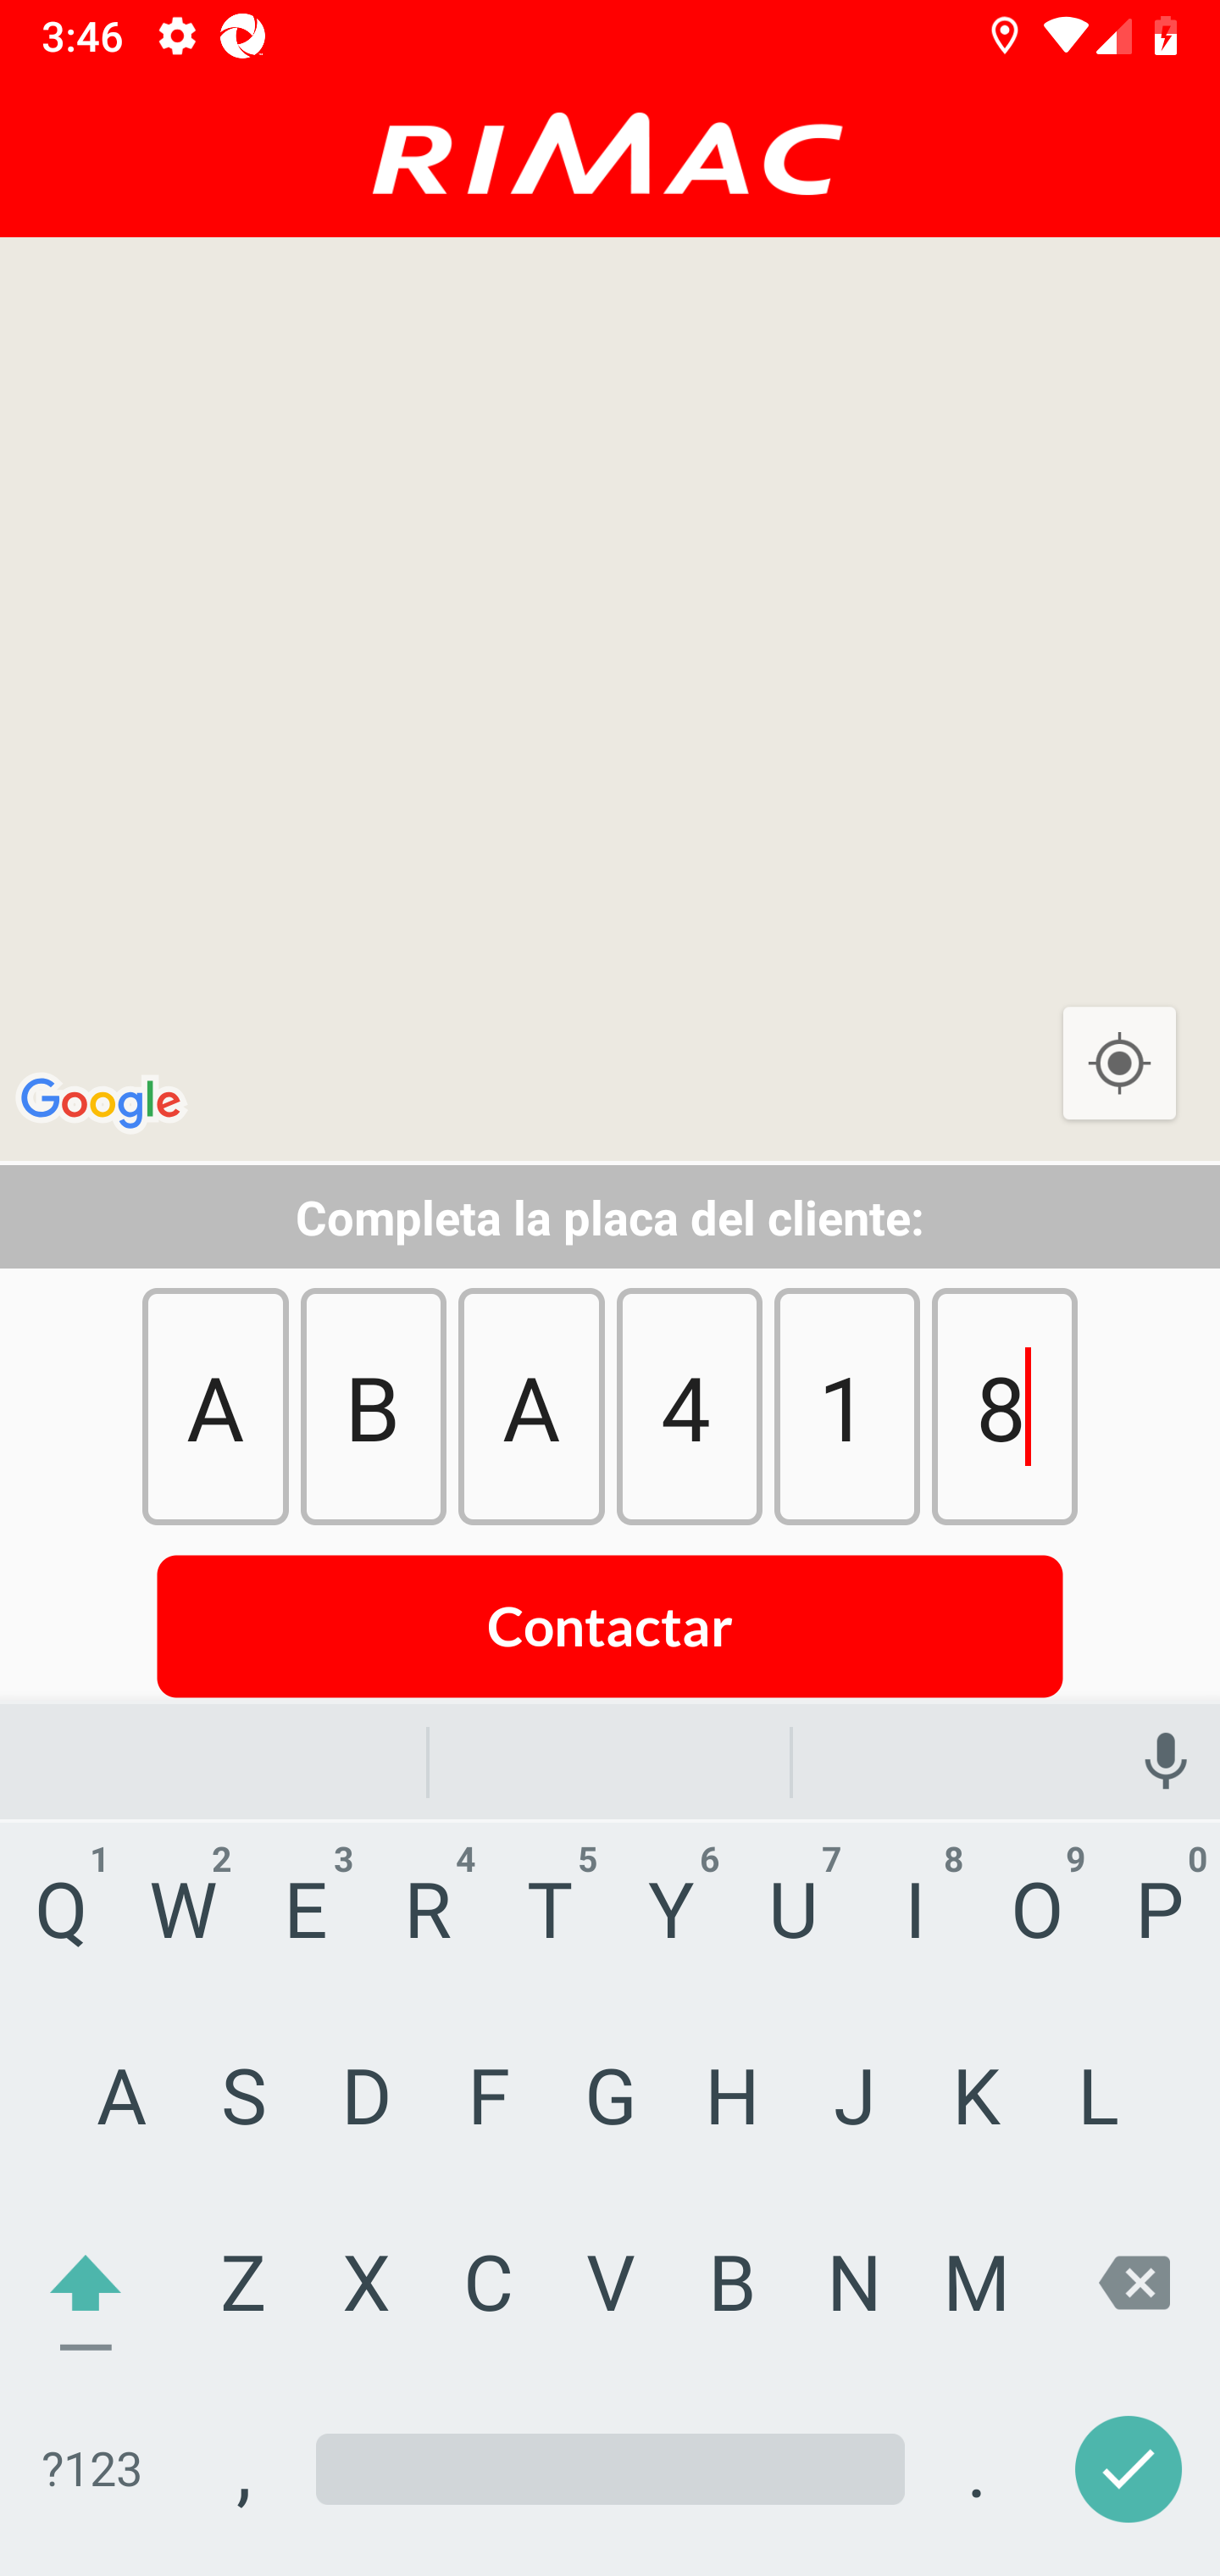 3:46
RIMAC
Google
Completa la placa del cliente:
A B A 4 1 8
Contactar
1 2 3 4 5 6 7 8 9 0
Q W E R T Y U I O P
A S D F G H J K L
Z X C V B N M
?123 , .